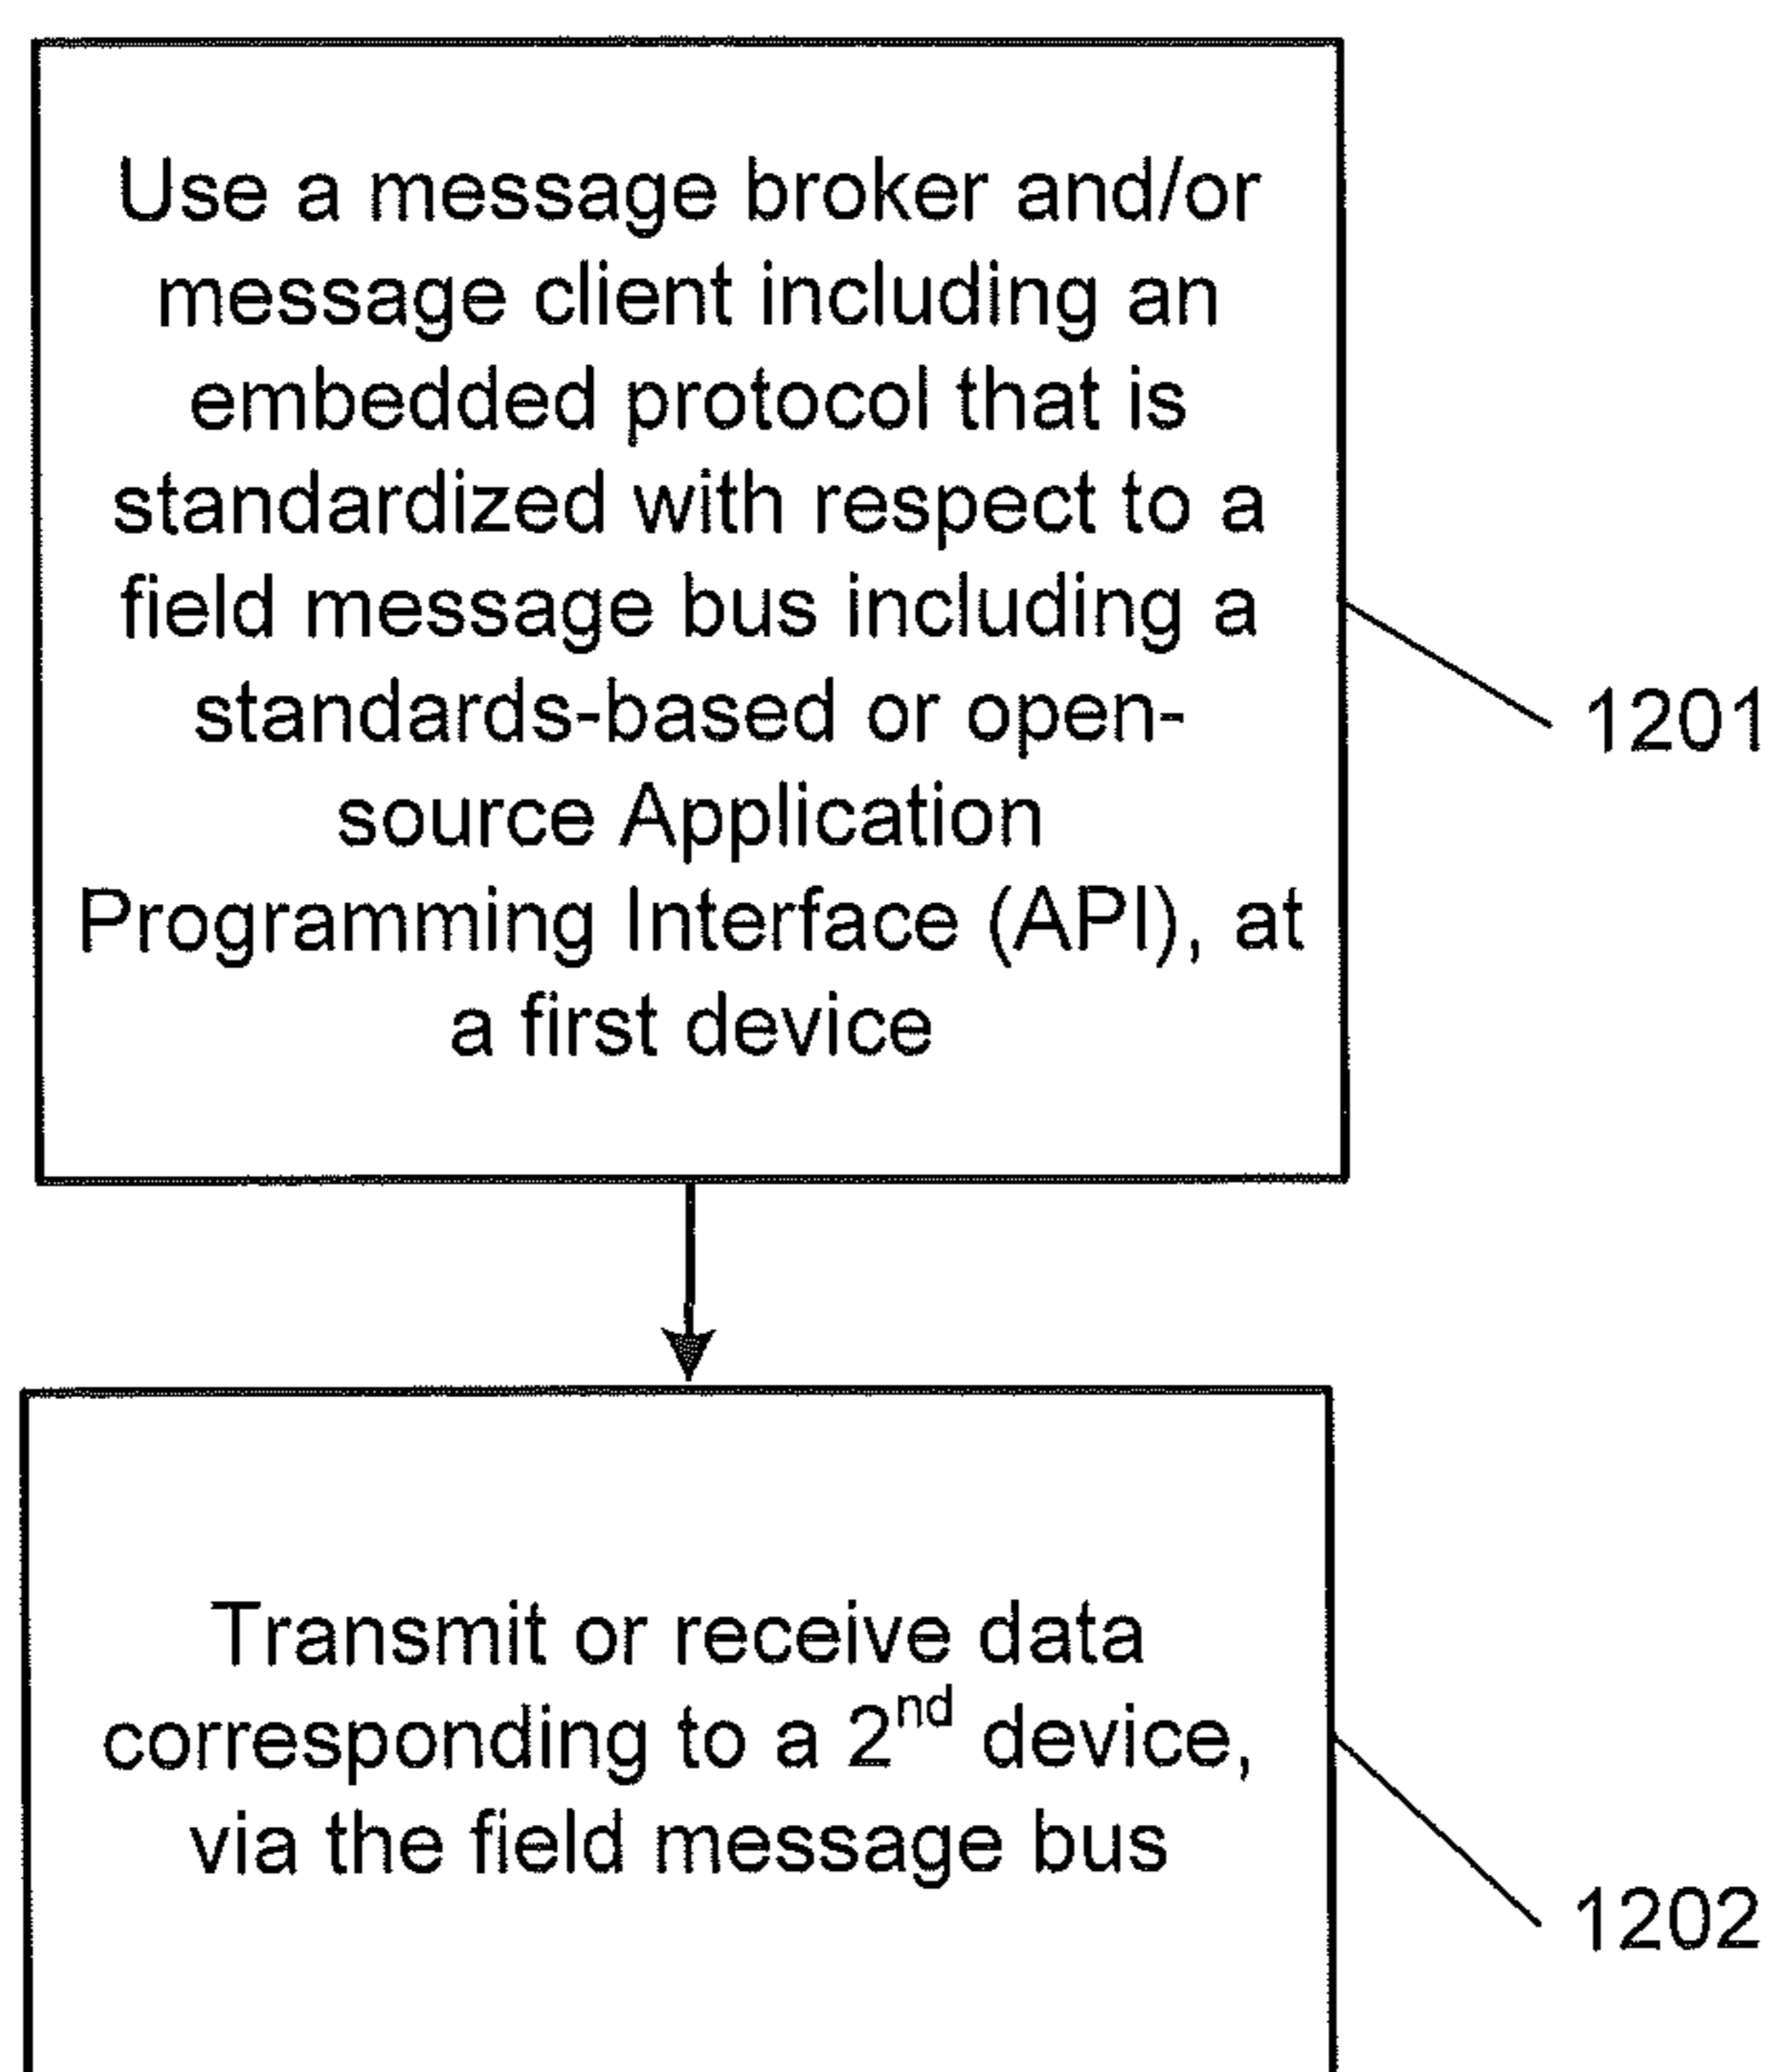 Use a message broker and/or
message client including an
embedded protocol that is
standardized with respect to a
field message bus including a
standards-based or open-
source Application
Programming Interface (API), at
a first device
1201
Transmit or receive data
corresponding to a 2nd device,
via the field message bus
1202